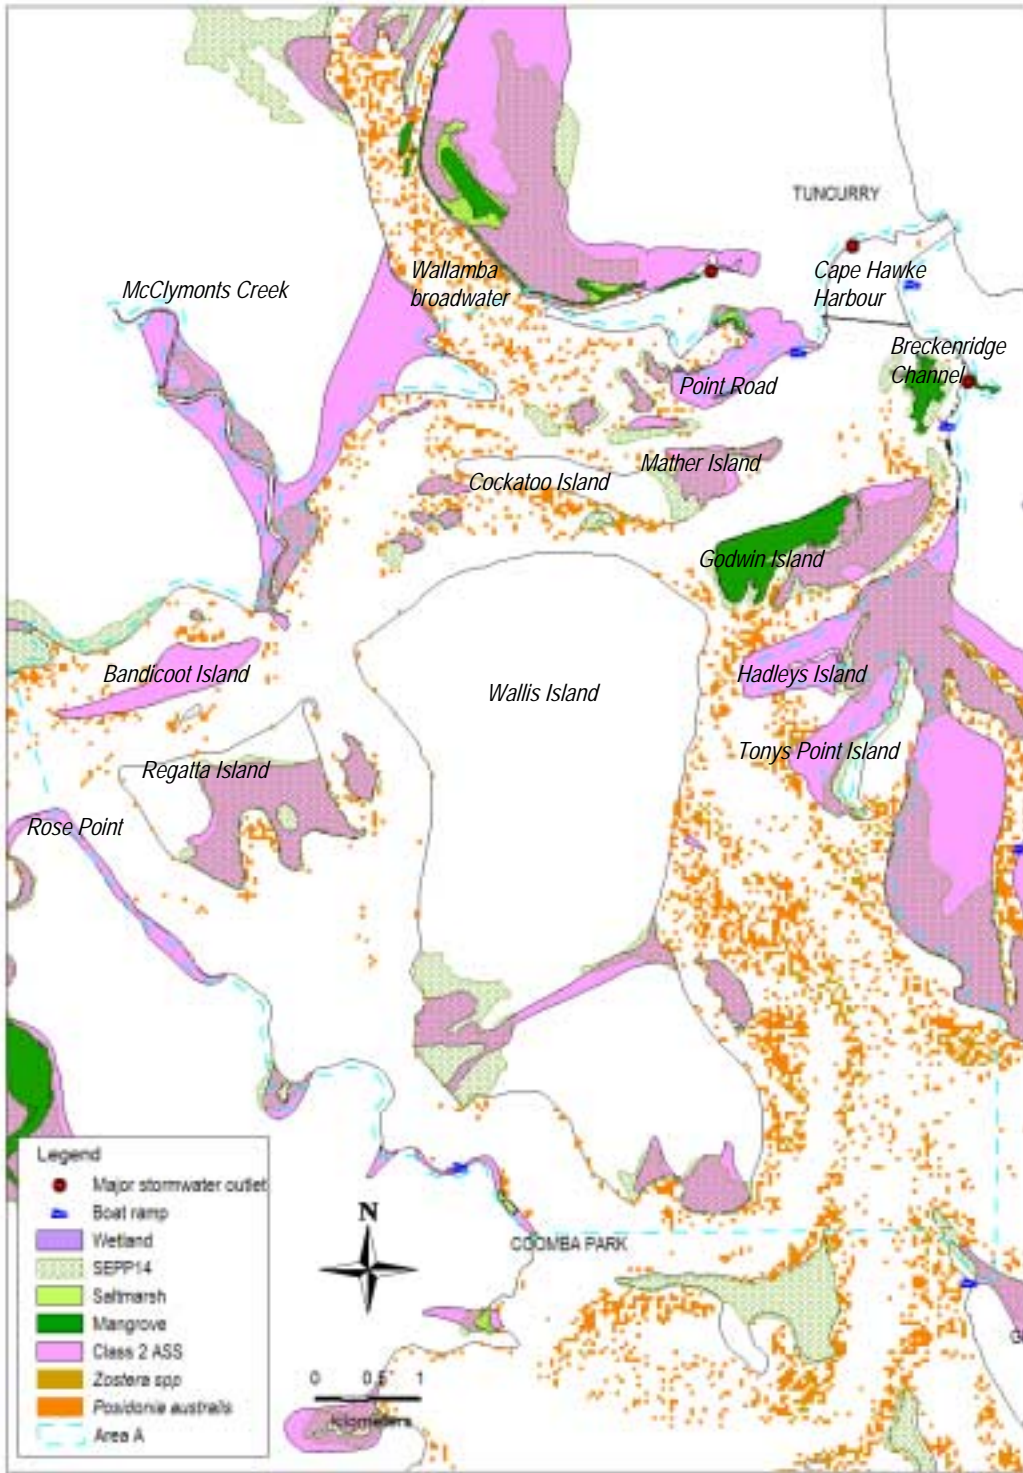 TUNCURRY
Wallamba
broadwater
Cape Hawke
Harbour
McClymonts Creek
Breckenridge
Channel
Point Road
Mather Island
Cockatoo Island
Godwin Island
Bandicoot Island
Hadleys Island
Wallis Island
Tonys Point Island
Regatta Island
Rose Point
Legend
Major stormwater outlet
Boat ramp
Wetland
SEPP14
Saltmarsh
Mangrove
Class 2 ASS
Zostera spp
Posidonia australis
Area A
N
COOMBA PARK
0 0.5 1
kilometers